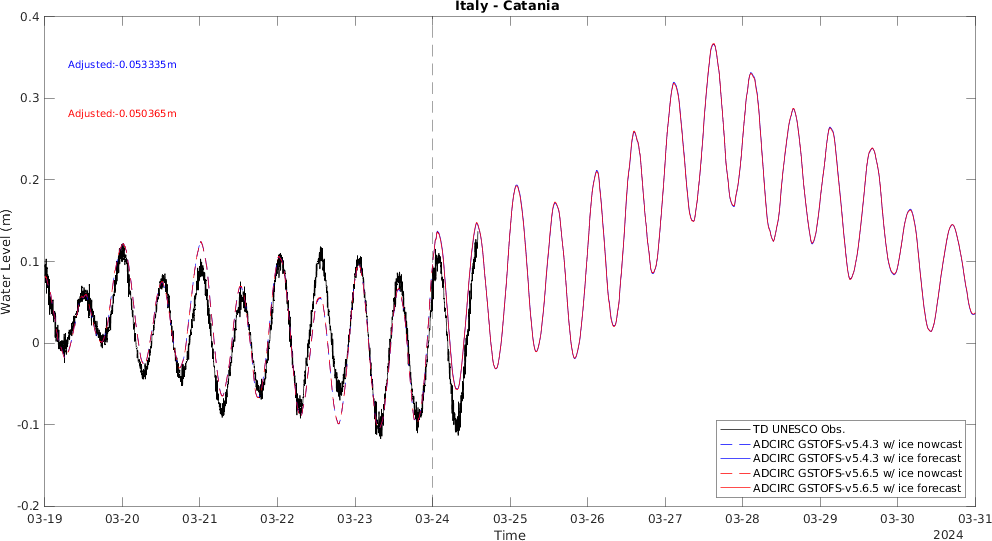 Italy - Catania
Adjusted:-0.053335m
Adjusted:-0.050365m
Water Level (m)
0.4
0.3
0.2
0.1
0
-0.1
-0.2
TD UNESCO Obs.
ADCIRC GSTOFS-v5.4.3 w/ ice nowcast
ADCIRC GSTOFS-v5.4.3 w/ ice forecast
ADCIRC GSTOFS-v5.6.5 w/ ice nowcast
ADCIRC GSTOFS-v5.6.5 w/ ice forecast
03-19 03-20 03-21 03-22 03-23 03-24 03-25 03-26 03-27 03-28 03-29 03-30 03-31
Time
2024